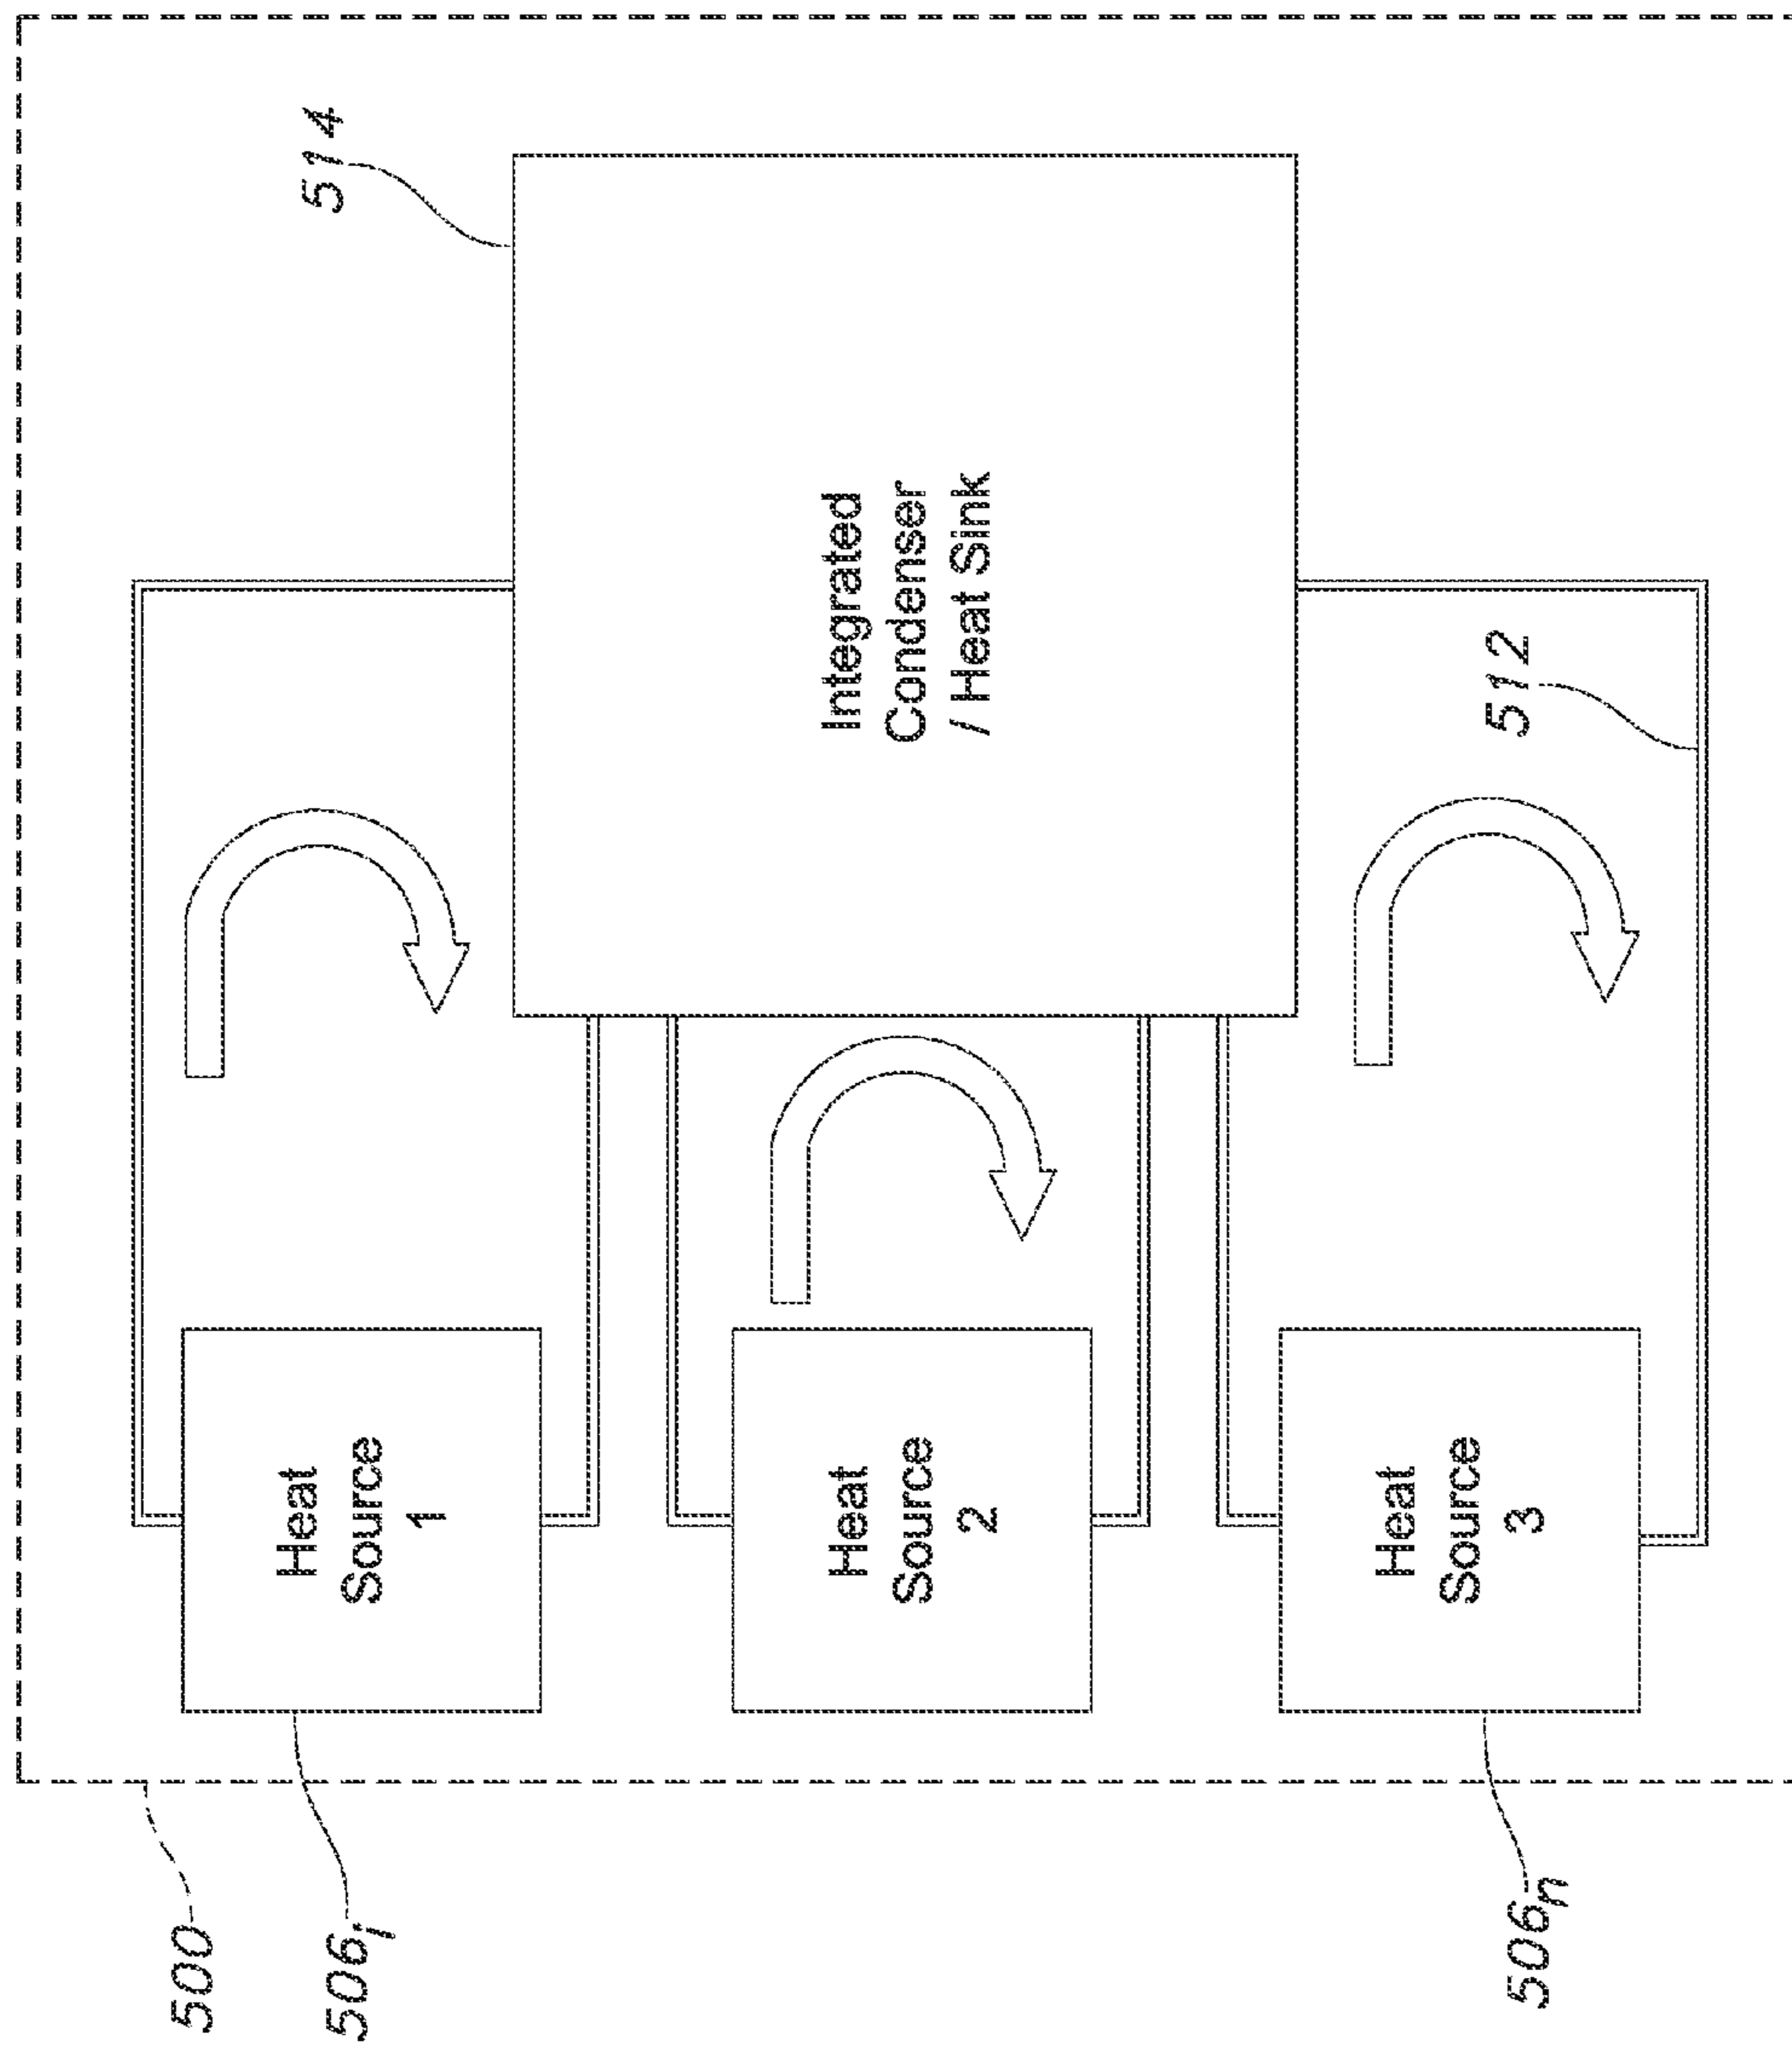 500
506i
514
Heat
Source
1
Heat
Source
2
Integrated
Condenser
/ Heat Sink
Heat
Source
3
512
506n